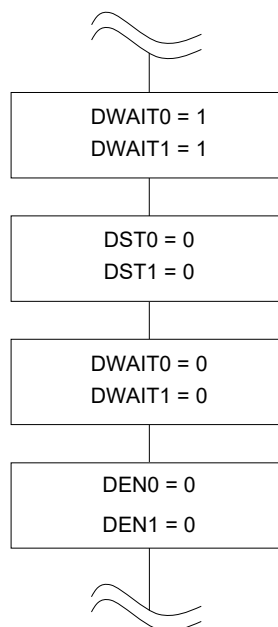 DWAIT0 = 1
DWAIT1 = 1
DST0 = 0
DST1 = 0
DWAIT0 = 0
DWAIT1 = 0
DEN0 = 0
DEN1 = 0